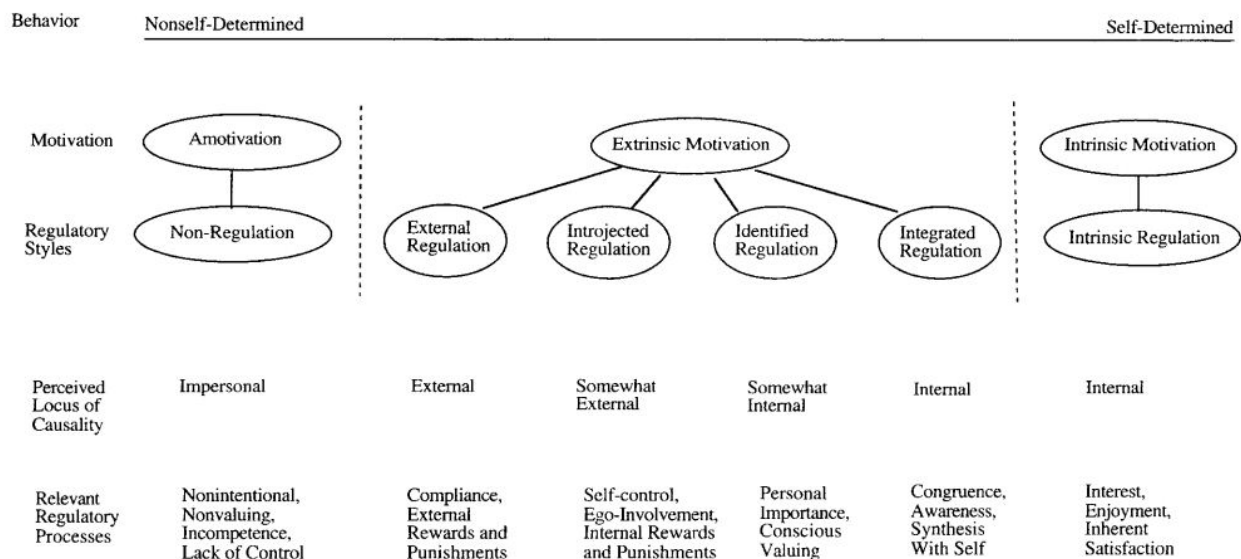 Behavior
Nonself-Determined
Self-Determined
Motivation
Amotivation
Extrinsic Motivation
Intrinsic Motivation
Regulatory
Styles
Non-Regulation
External
Regulation
Introjected
Regulation
Identified
Regulation
Integrated
Regulation
Intrinsic Regulation
Perceived
Locus of
Causality
Impersonal
External
Somewhat
External
Somewhat
Internal
Internal
Internal
Relevant
Regulatory
Processes
Nonintentional,
Nonvaluing,
Incompetence,
Lack of Control
Compliance,
External
Rewards and
Punishments
Self-control,
Ego-Involvement,
Internal Rewards
and Punishments
Personal
Importance,
Conscious
Valuing
Congruence,
Awareness,
Synthesis
With Self
Interest,
Enjoyment,
Inherent
Satisfaction